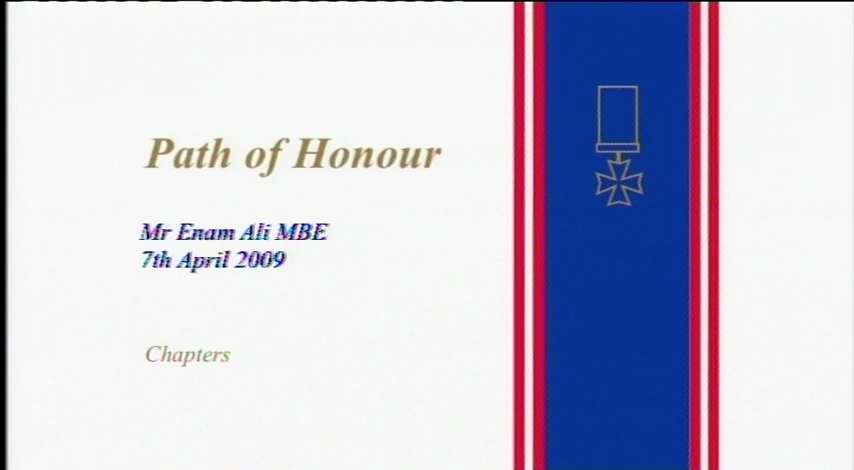 Path of Honour
Mr Enam Ali MBE
7th April 2009
Chapters